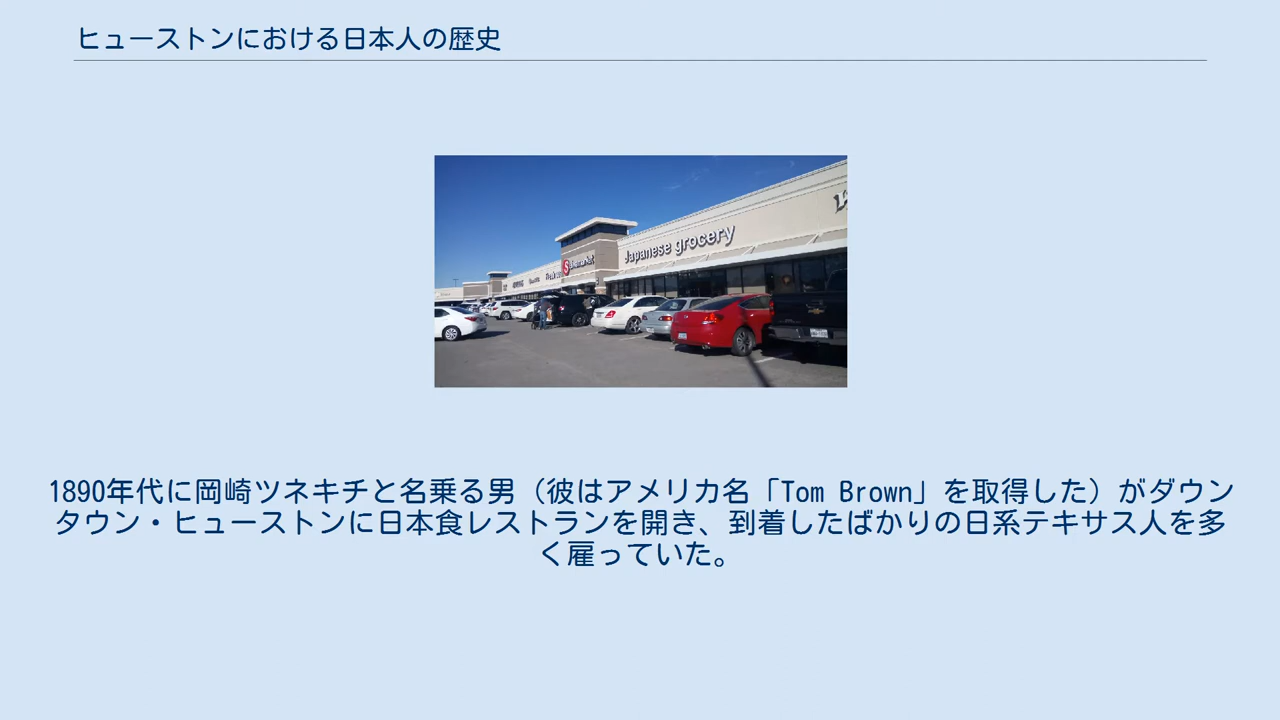 ヒューストンにおける日本人の歴史
Japanese grocery
1890年代に岡崎ツネキチと名乗る男（彼はアメリカ名「Tom Brown」を取得した）がダウン
タウン・ヒューストンに日本食レストランを開き、到着したばかりの日系テキサス人を多
く雇っていた。